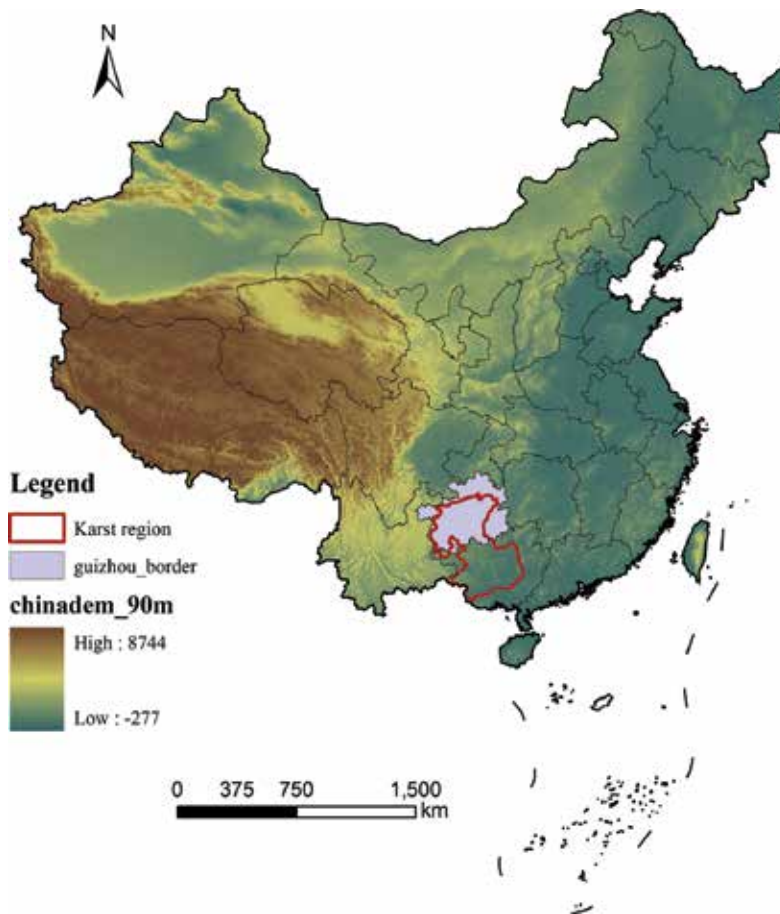 N
Legend
Karst region
guizhou_border
chinadem_90m
High : 8744
Low : -277
0 375 750 1,500
km